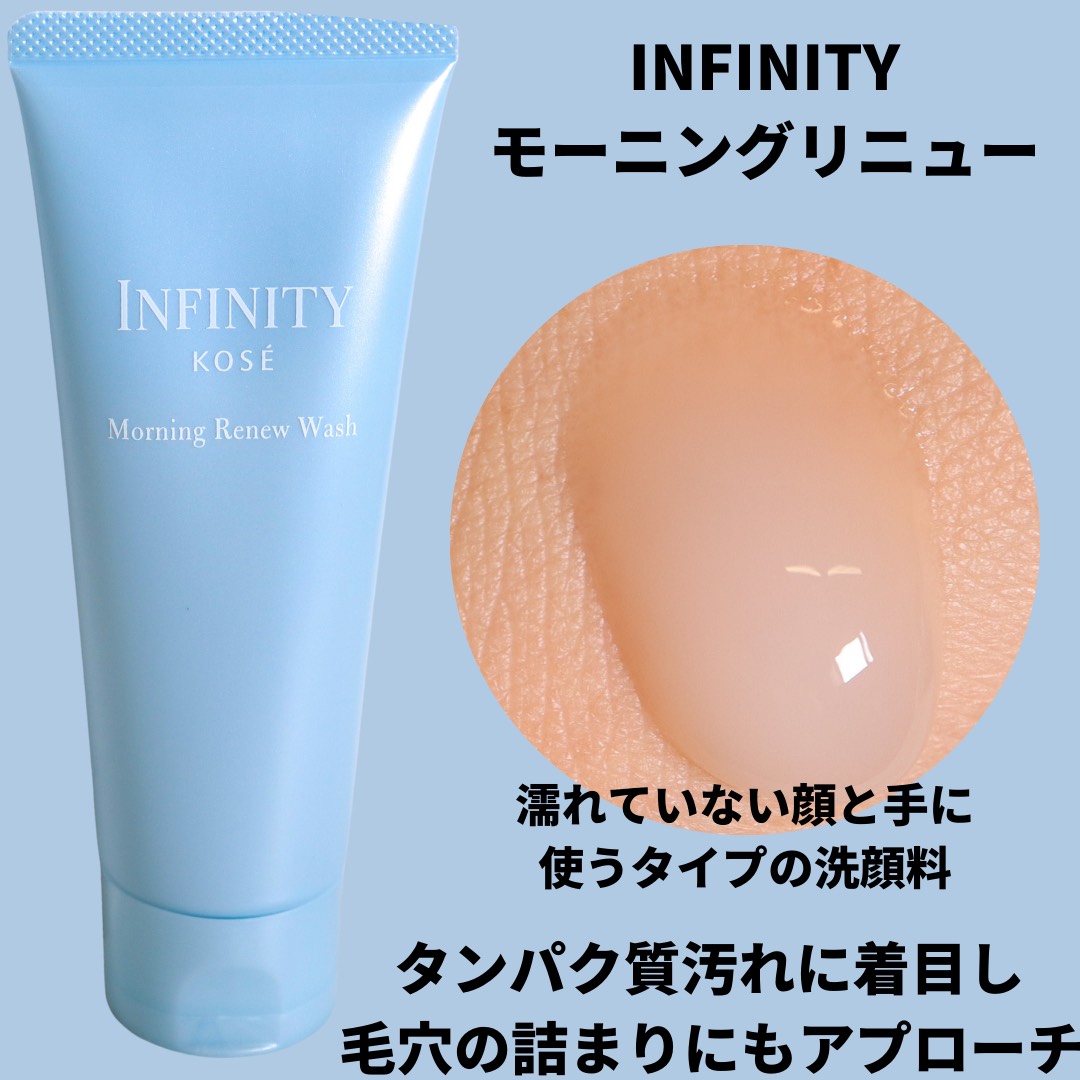 INFINITY
モーニングリニュー
INFINITY
KOSÉ
Morning Renew Wash
濡れていない顔と手に
使うタイプの洗顔料
タンパク質汚れに着目し
毛穴の詰まりにもアプローチ